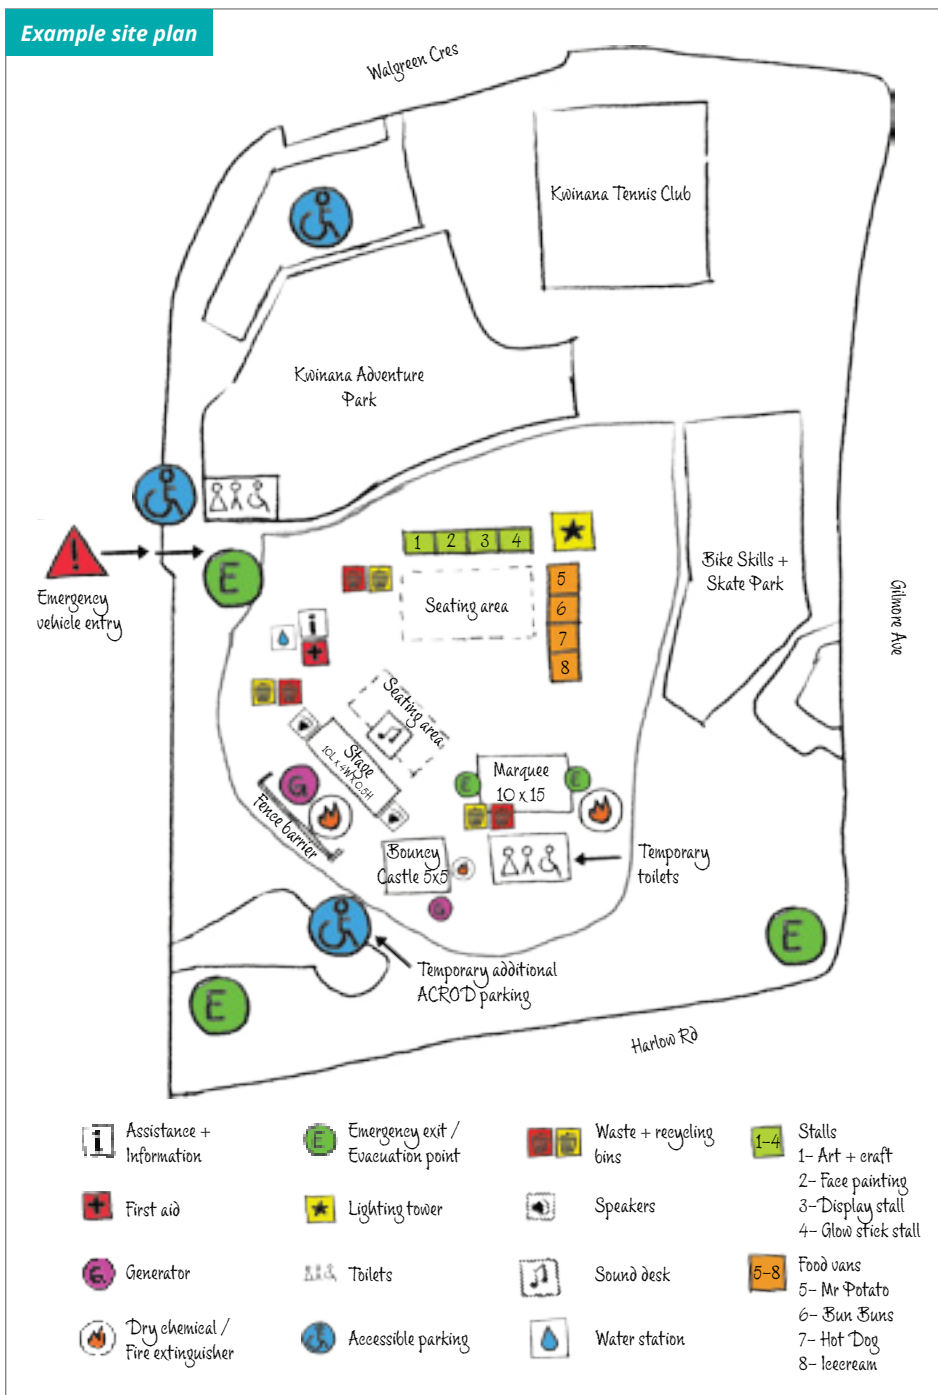 Example site plan
Walgreen Cres
Kwinana Tennis Club
Kwinana Adventure
Park
Emergency
vehicle entry
E
1 2 3 4
Seating area
5
6
7
8
Bike Skills +
Skate Park
Gilmore Ave
i
Seating area
Stage
10L x 4W x 0.5H
G
Fence barrier
Marquee
10 x 15
E
E
Bouncy
Castle 5x5
G
Temporary
toilets
Temporary additional
ACROD parking
E
E
Harlow Rd
i
Assistance +
Information
First aid
G
Generator
Dry chemical /
Fire extinguisher
E
Emergency exit /
Evacuation point
Lighting tower
Toilets
Accessible parking
Waste + recycling
bins
Speakers
Sound desk
Water station
1-4
Stalls
1- Art + craft
2- Face painting
3- Display stall
4- Glow stick stall
5-8
Food vans
5- Mr Potato
6- Bun Buns
7- Hot Dog
8- Icecream